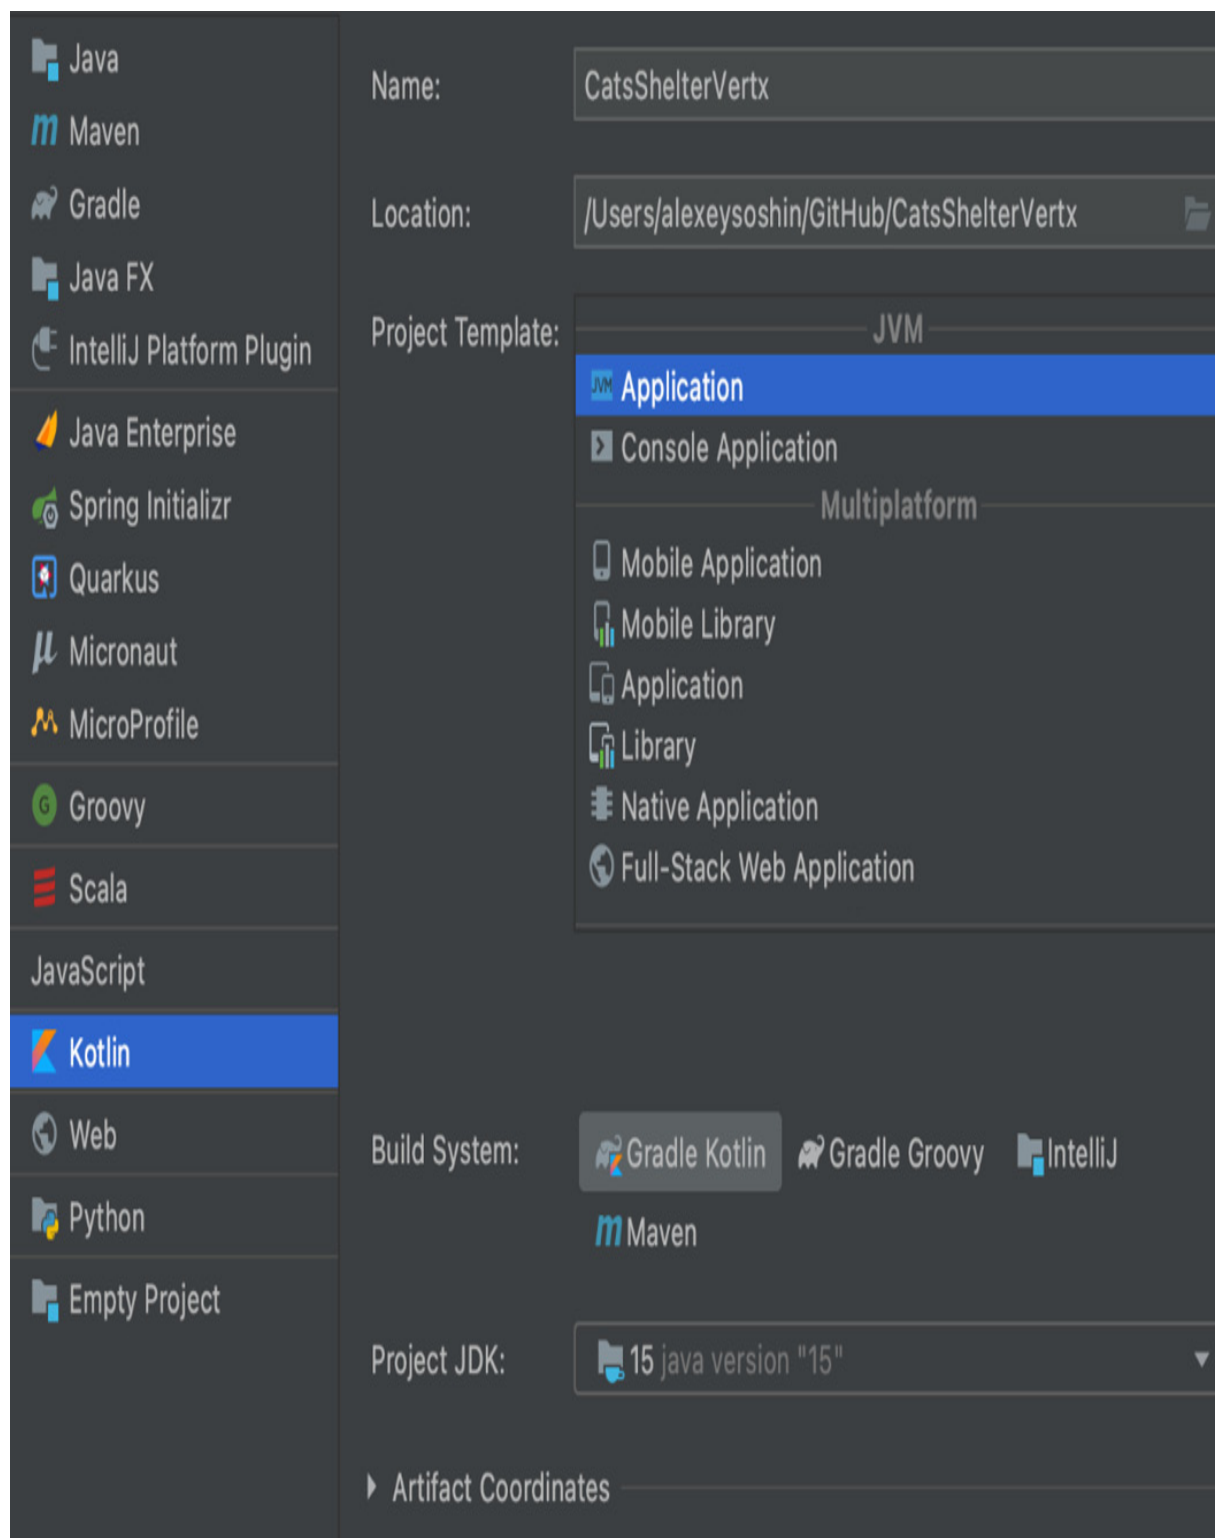 Java
Maven
Gradle
Java FX
IntelliJ Platform Plugin
Java Enterprise
Spring Initializr
Quarkus
Micronaut
MicroProfile
Groovy
Scala
JavaScript
Kotlin
Web
Python
Empty Project
Name: CatsShelterVertx
Location: /Users/alexeysoshin/GitHub/CatsShelterVertx
Project Template:
JVM
JVM Application
Console Application
Multiplatform
Mobile Application
Mobile Library
Application
Library
Native Application
Full-Stack Web Application
Build System: Gradle Kotlin Gradle Groovy IntelliJ
Maven
Project JDK: 15 java version "15"
Artifact Coordinates